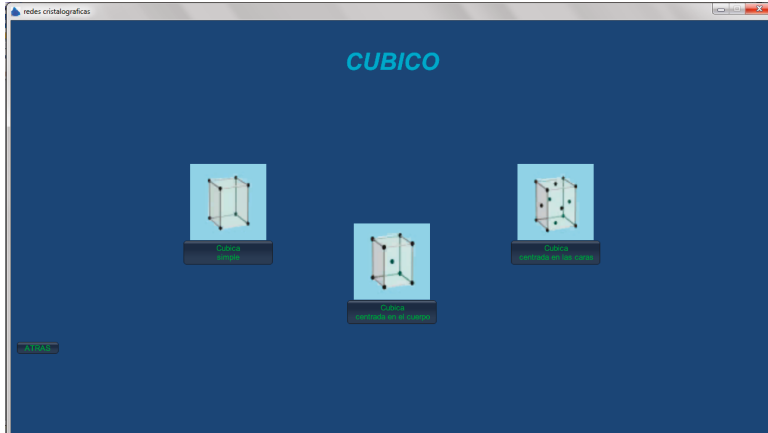 redes cristalograficas
CUBICO
Cubica
simple
Cubica
centrada en el cuerpo
Cubica
centrada en las caras
ATRAS